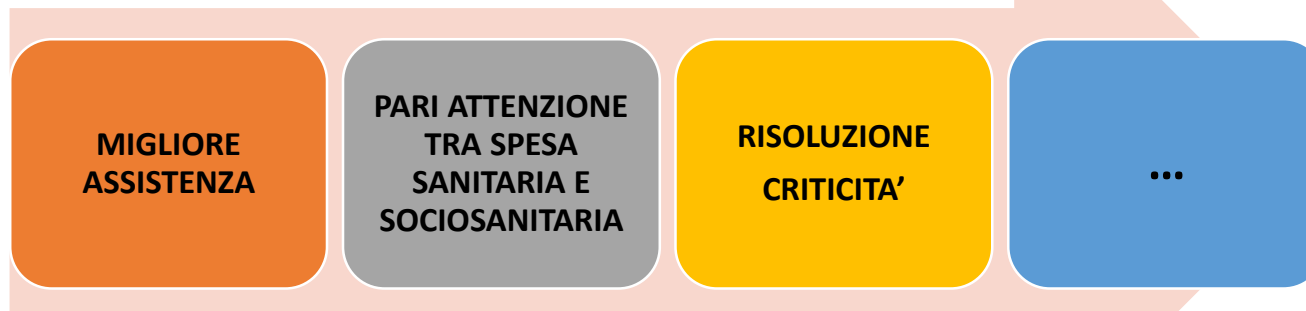 MIGLIORE
ASSISTENZA
PARI ATTENZIONE
TRA SPESA
SANITARIA E
SOCIOSANITARIA
RISOLUZIONE
CRITICITA’
...